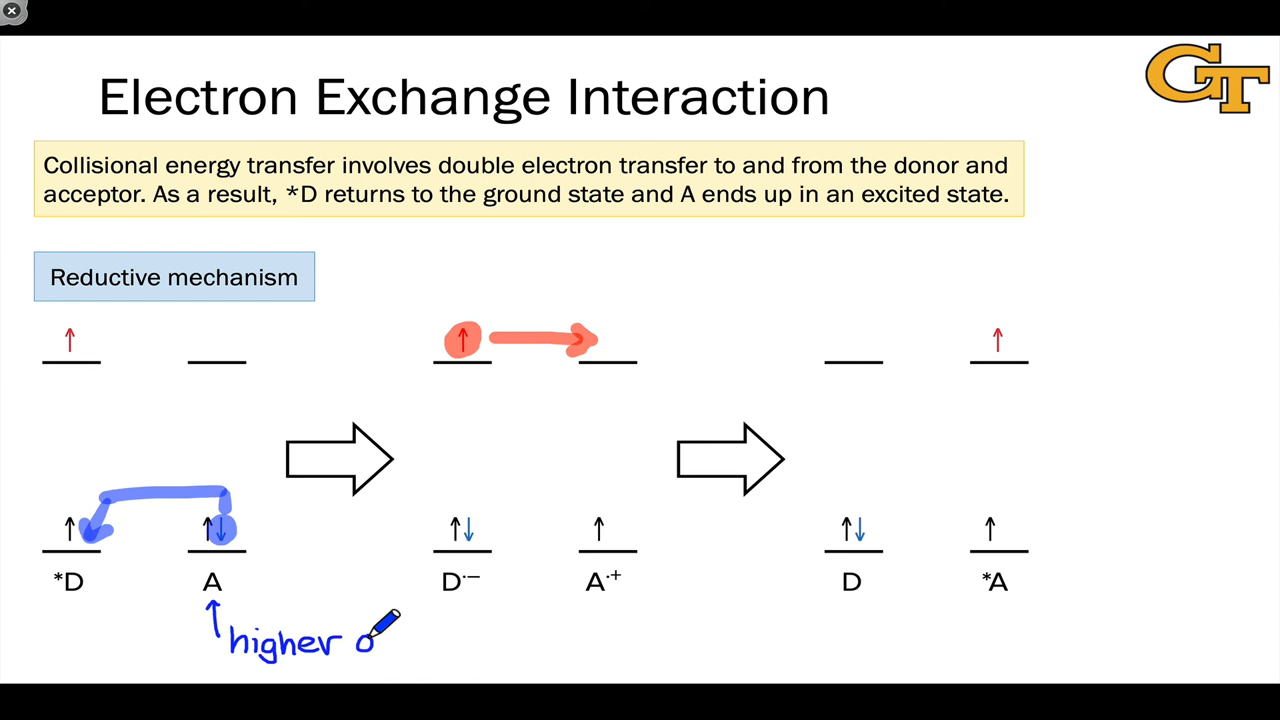 GT
Electron Exchange Interaction
Collisional energy transfer involves double electron transfer to and from the donor and
acceptor. As a result, *D returns to the ground state and A ends up in an excited state.
Reductive mechanism
*D A D·− A·+ D *A
higher o